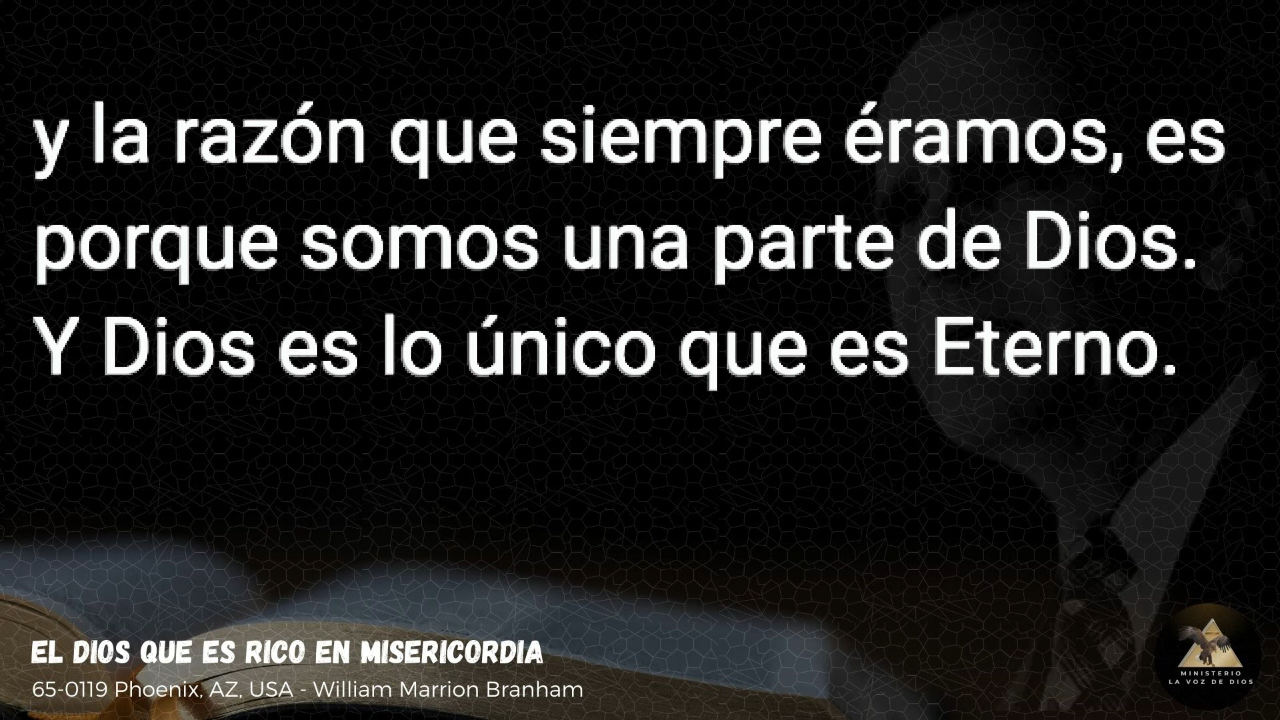 y la razón que siempre éramos, es
porque somos una parte de Dios.
Y Dios es lo único que es Eterno.
EL DIOS QUE ES RICO EN MISERICORDIA
65-0119 Phoenix, AZ, USA - William Marrion Branham
MINISTERIO
LA VOZ DE DIOS